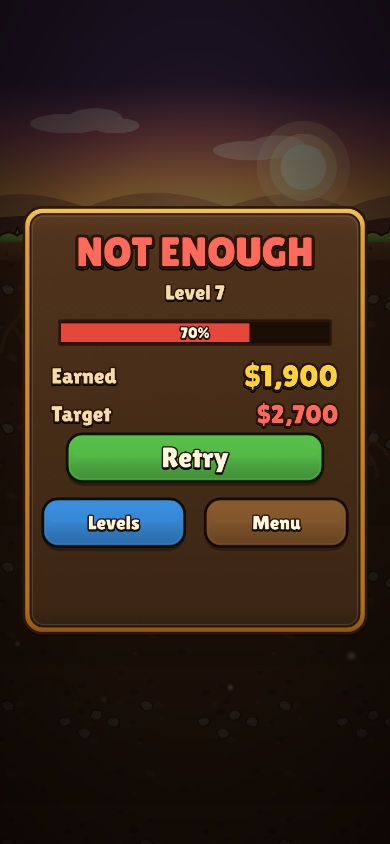 NOT ENOUGH
Level 7
70%
Earned $1,900
Target $2,700
Retry
Levels Menu